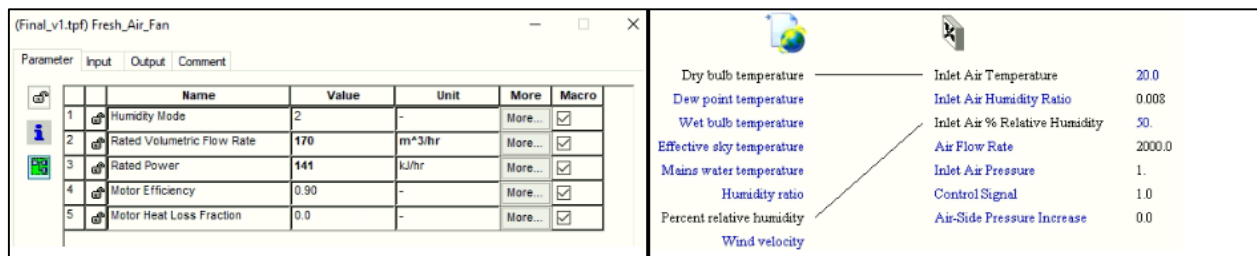 (Final_v1.tpf) Fresh_Air_Fan
Parameter Input Output Comment
Name Value Unit More Macro
1 Humidity Mode 2 - More...
2 Rated Volumetric Flow Rate 170 m^3/hr More...
3 Rated Power 141 kJ/hr More...
4 Motor Efficiency 0.90 - More...
5 Motor Heat Loss Fraction 0.0 - More...
Dry bulb temperature Inlet Air Temperature 20.0
Dew point temperature Inlet Air Humidity Ratio 0.008
Wet bulb temperature Inlet Air % Relative Humidity 50.
Effective sky temperature Air Flow Rate 2000.0
Mains water temperature Inlet Air Pressure 1.
Humidity ratio Control Signal 1.0
Percent relative humidity Air-Side Pressure Increase 0.0
Wind velocity